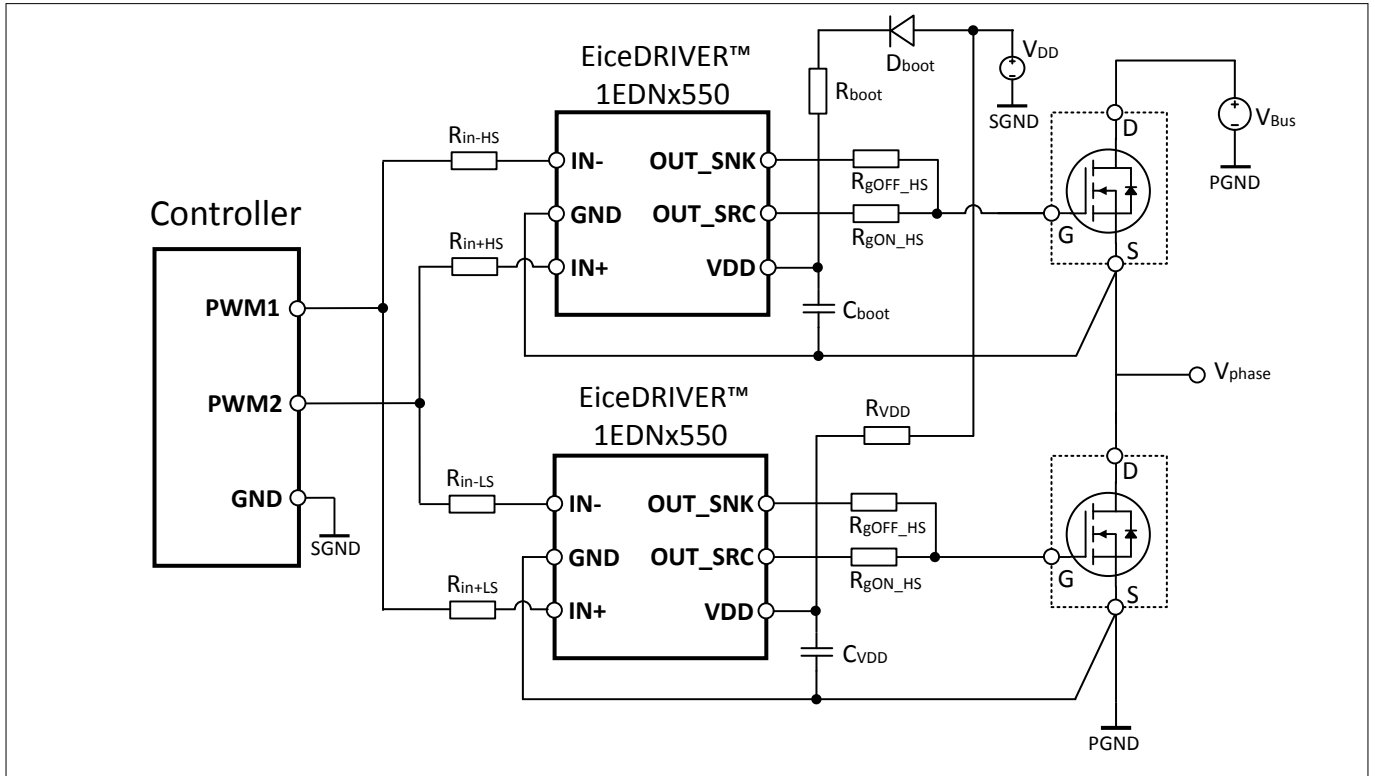 EiceDRIVER™
1EDNx550
Dboot
VDD
Rboot
SGND
D
VBus
PGND
Rin-HS
IN-
OUT_SNK
RgOFF_HS
Controller
GND
OUT_SRC
RgON_HS
G
S
Rin+HS
IN+
VDD
PWM1
Cboot
Vphase
PWM2
EiceDRIVER™
1EDNx550
RVDD
D
Rin-LS
IN-
OUT_SNK
RgOFF_HS
GND
SGND
GND
OUT_SRC
RgON_HS
G
S
Rin+LS
IN+
VDD
CVDD
PGND